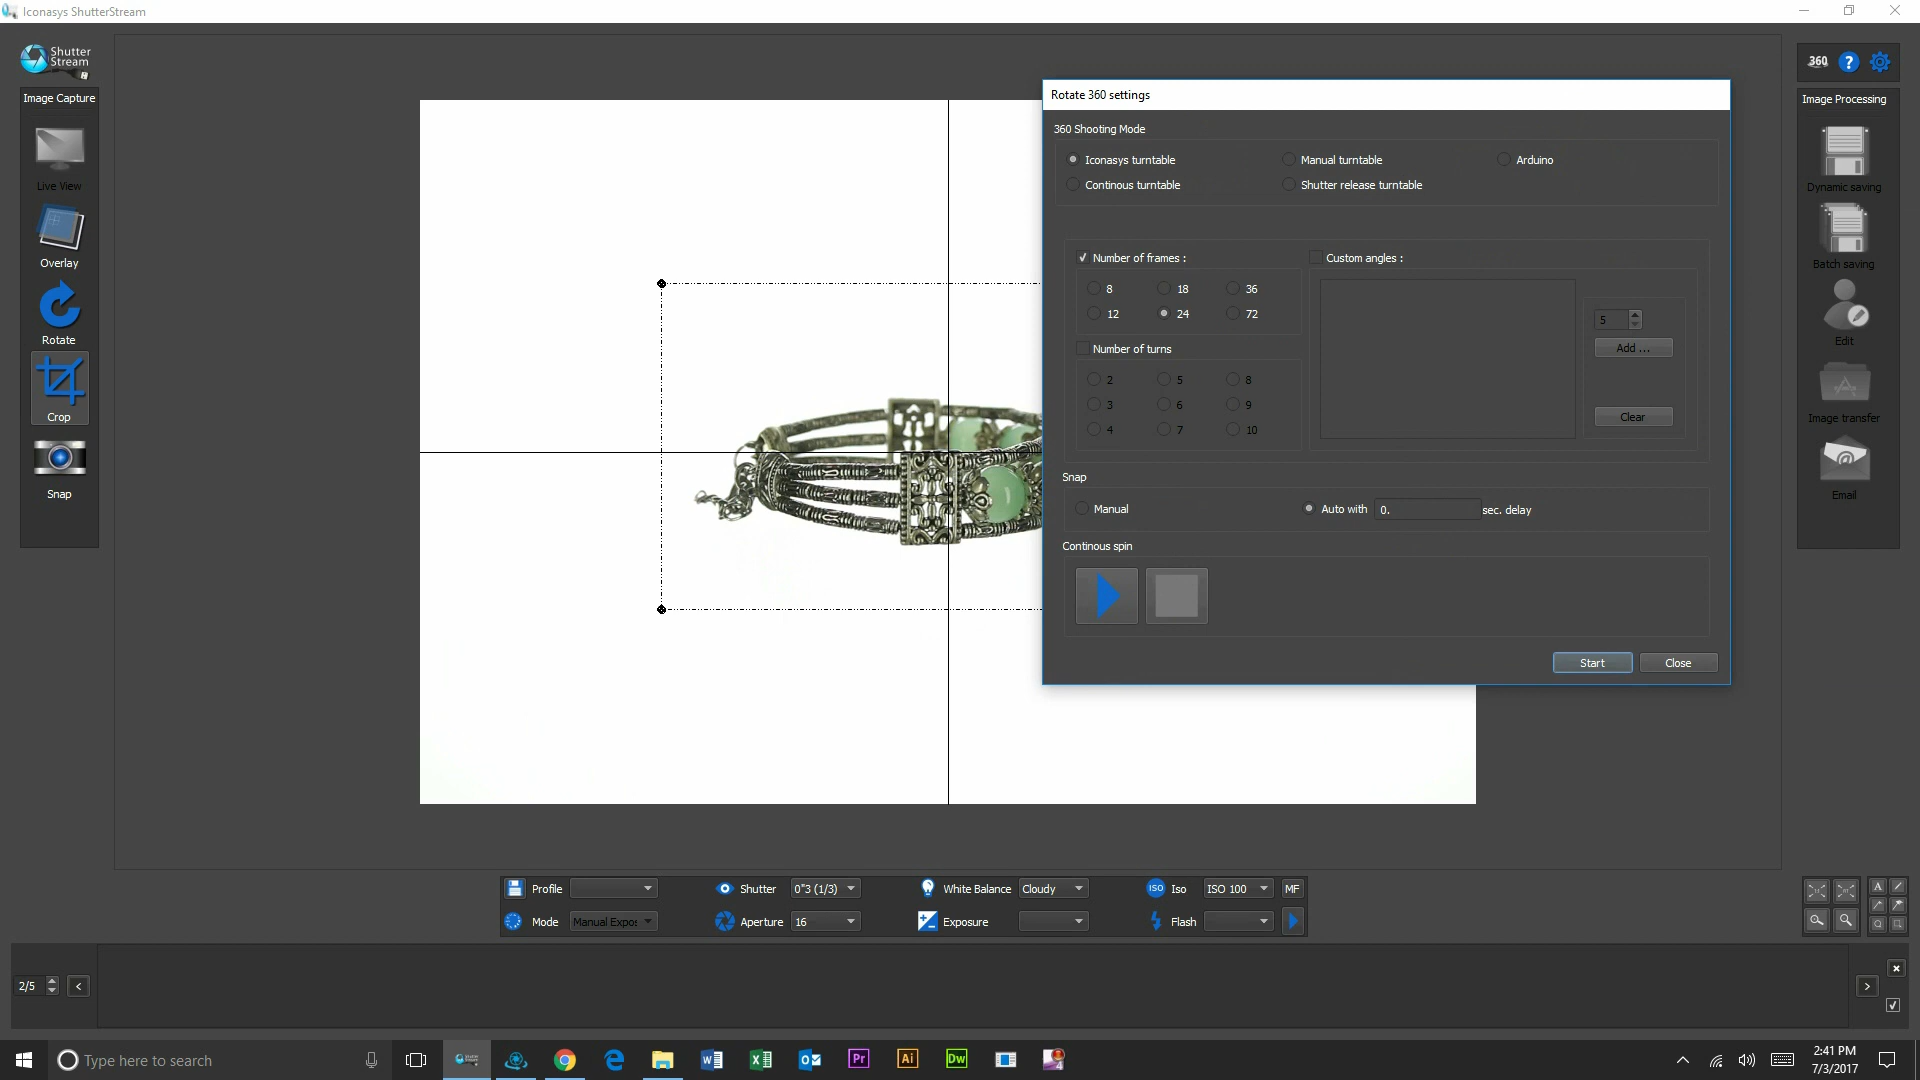 Iconasys ShutterStream
Shutter
Stream
Image Capture
Live View
Overlay
Rotate
Crop
Snap
Rotate 360 settings
360 Shooting Mode
Iconasys turntable
Manual turntable
Arduino
Continous turntable
Shutter release turntable
Number of frames :
8
18
36
12
24
72
Number of turns
2
5
8
3
6
9
4
7
10
Custom angles :
5
Add ...
Clear
Snap
Manual
Auto with
0.
sec. delay
Continous spin
Start
Close
360
?
Image Processing
Dynamic saving
Batch saving
Edit
Image transfer
@
Email
Profile
Shutter
0"3 (1/3)
White Balance
Cloudy
ISO
Iso
ISO 100
MF
Mode
Manual Expo
Aperture
16
Exposure
Flash
A
2/5
<
>
Type here to search
Pr
Ai
Dw
2:41 PM
7/3/2017